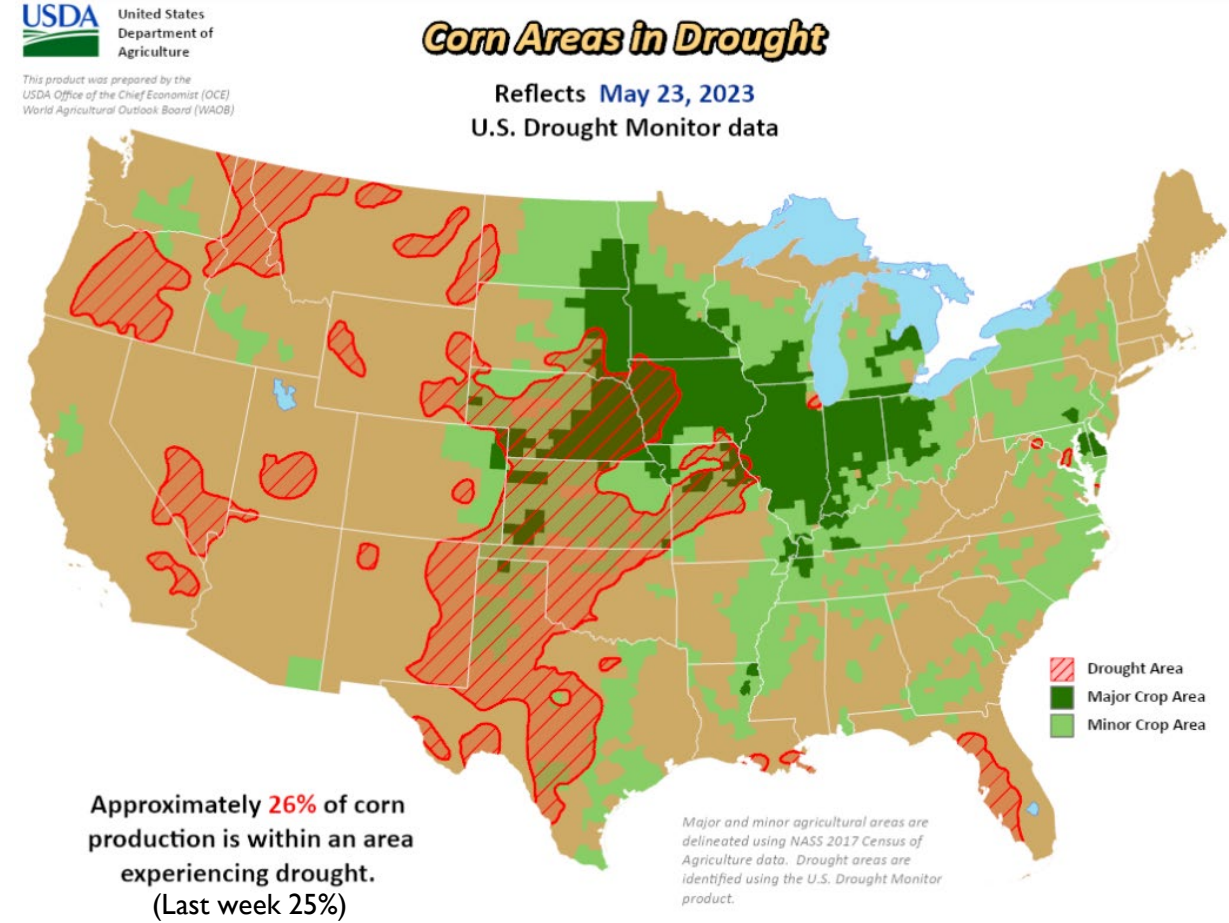 USDA
United States
Department of
Agriculture
This product was prepared by the
USDA Office of the Chief Economist (OCE)
World Agricultural Outlook Board (WAOB)
Corn Areas in Drought
Reflects May 23, 2023
U.S. Drought Monitor data
Drought Area
Major Crop Area
Minor Crop Area
Approximately 26% of corn
production is within an area
experiencing drought.
(Last week 25%)
Major and minor agricultural areas are
delineated using NASS 2017 Census of
Agriculture data. Drought areas are
identified using the U.S. Drought Monitor
product.